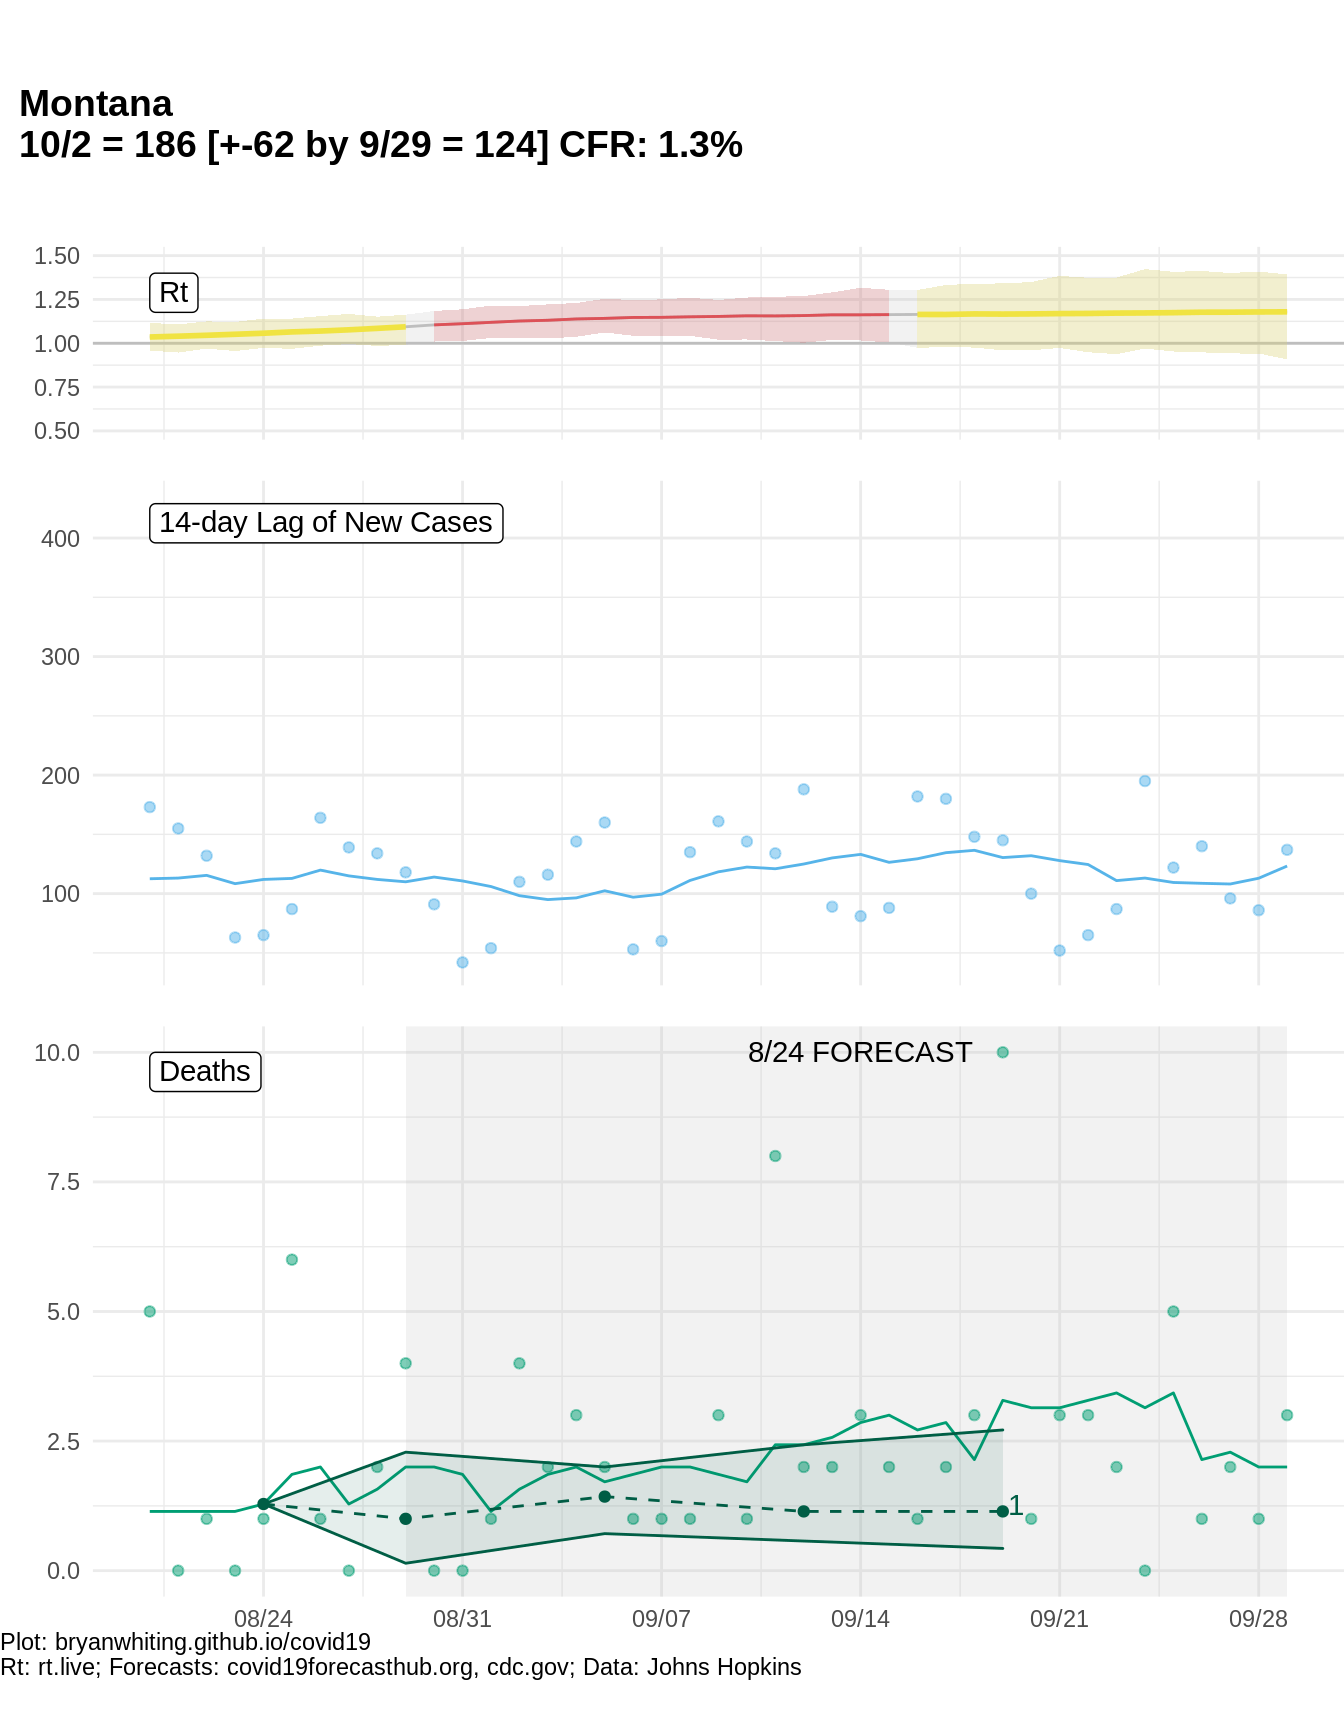 Montana
10/2 = 186 [+-62 by 9/29 = 124] CFR: 1.3%
1.50
Rt
1.25
1.00
0.75
0.50
14-day Lag of New Cases
400
300
200
100
10.0
8/24 FORECAST
Deaths
7.5
5.0
2.5
1
0.0
08/24 08/31 09/07 09/14 09/21 09/28
Plot: bryanwhiting.github.io/covid19
Rt: rt.live; Forecasts: covid19forecasthub.org, cdc.gov; Data: Johns Hopkins